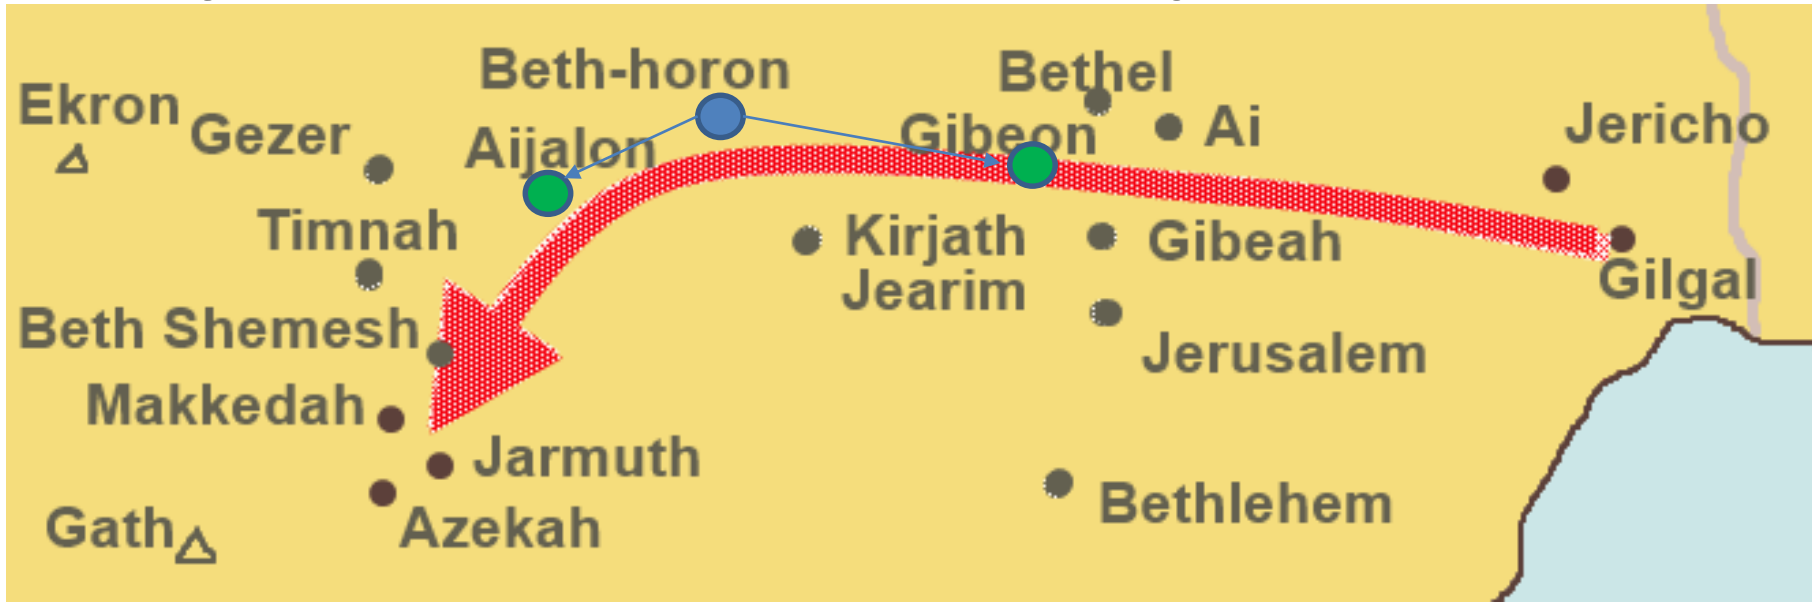 Beth-horon
Bethel
Ekron
Gezer
Aijalon
Gibeon
Ai
Jericho
Timnah
Kirjath
Jearim
Gibeah
Gilgal
Beth Shemesh
Jerusalem
Makkedah
Jarmuth
Bethlehem
Gath
Azekah